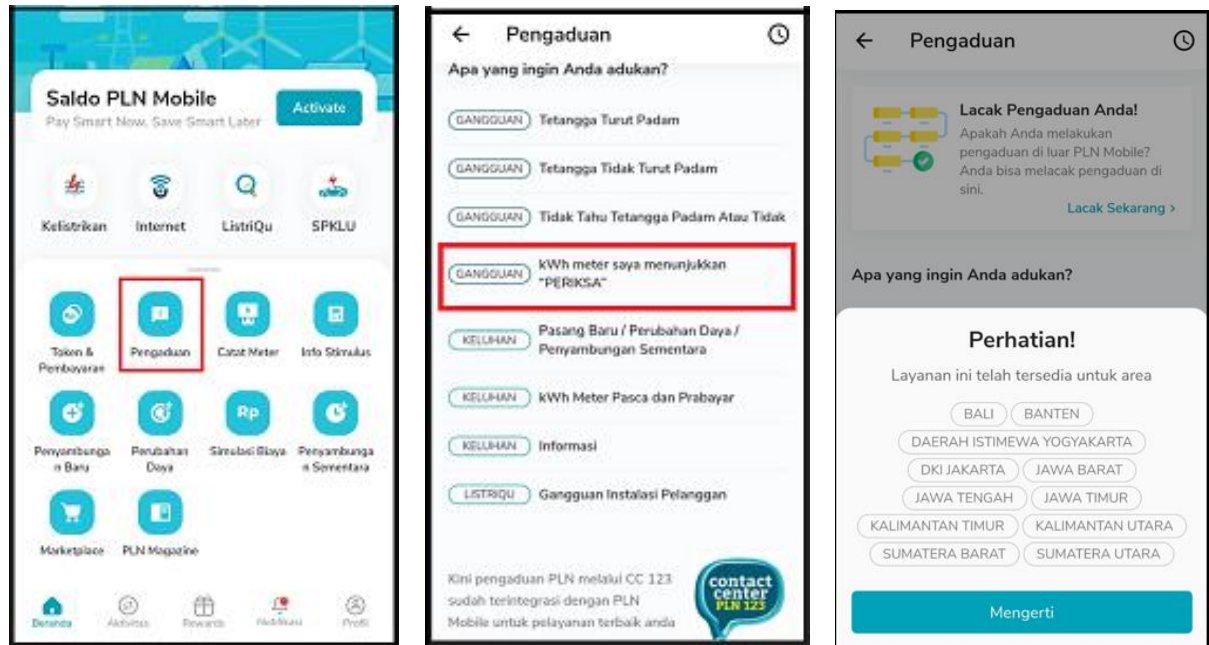 Saldo PLN Mobile
Pay Smart Now, Save Smart Later
Activate
Kelistrikan
Internet
ListriQu
SPKLU
Token &
Pembayaran
Pengaduan
Catat Meter
Info Stimulus
Penyambunga
n Baru
Perubahan
Daya
Rp
Simulasi Biaya
Penyambunga
n Sementara
Marketplace
PLN Magazine
Beranda
Aktivitas
Rewards
Notifikasi
Profil
Pengaduan
Apa yang ingin Anda adukan?
GANGGUAN Tetangga Turut Padam
GANGGUAN Tetangga Tidak Turut Padam
GANGGUAN Tidak Tahu Tetangga Padam Atau Tidak
GANGGUAN kWh meter saya menunjukkan
"PERIKSA"
KELUHAN Pasang Baru / Perubahan Daya /
Penyambungan Sementara
KELUHAN kWh Meter Pasca dan Prabayar
KELUHAN Informasi
LISTRIQU Gangguan Instalasi Pelanggan
Kini pengaduan PLN melalui CC 123
sudah terintegrasi dengan PLN
Mobile untuk pelayanan terbaik anda
contact
center
PLN 123
Pengaduan
Lacak Pengaduan Anda!
Apakah Anda melakukan
pengaduan di luar PLN Mobile?
Anda bisa melacak pengaduan di
sini.
Lacak Sekarang >
Apa yang ingin Anda adukan?
Perhatian!
Layanan ini telah tersedia untuk area
BALI BANTEN
DAERAH ISTIMEWA YOGYAKARTA
DKI JAKARTA JAWA BARAT
JAWA TENGAH JAWA TIMUR
KALIMANTAN TIMUR KALIMANTAN UTARA
SUMATERA BARAT SUMATERA UTARA
Mengerti